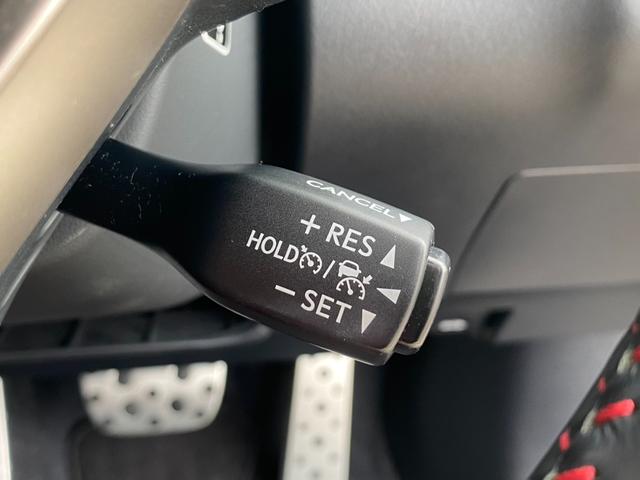 CANCEL▼
+ RES ▲
HOLD / ◀
− SET ▼